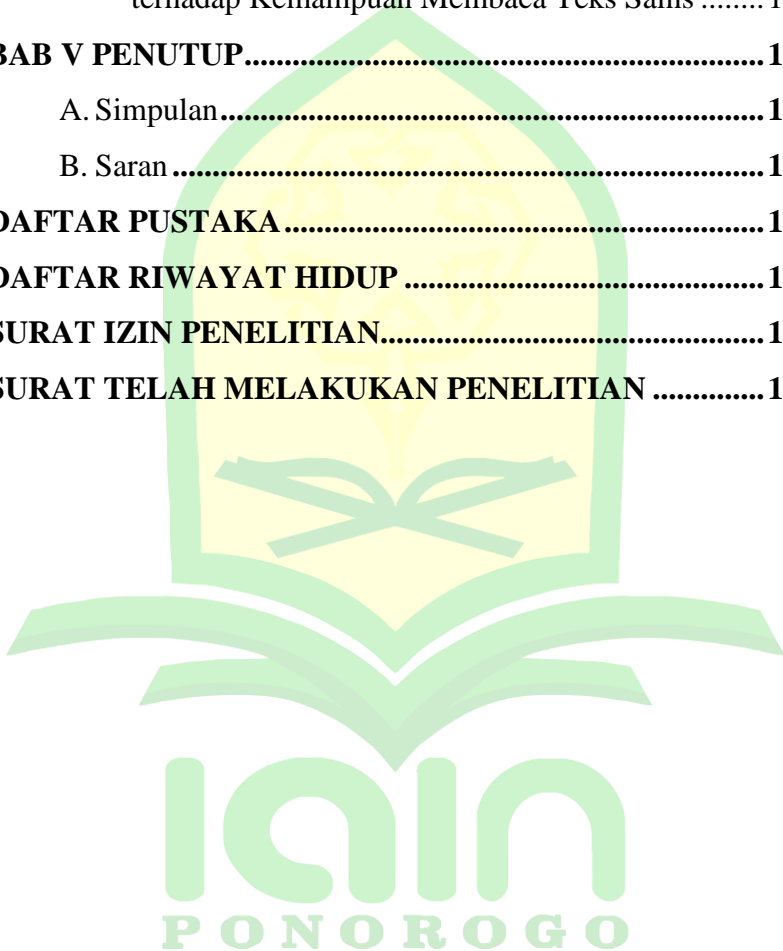 terhadap Kemampuan Membaca Teks Sains ........ 1
BAB V PENUTUP................................................................. 1
A. Simpulan.................................................................... 1
B. Saran.......................................................................... 1
DAFTAR PUSTAKA............................................................ 1
DAFTAR RIWAYAT HIDUP ............................................. 1
SURAT IZIN PENELITIAN................................................ 1
SURAT TELAH MELAKUKAN PENELITIAN .............. 1
iain
PONOROGO